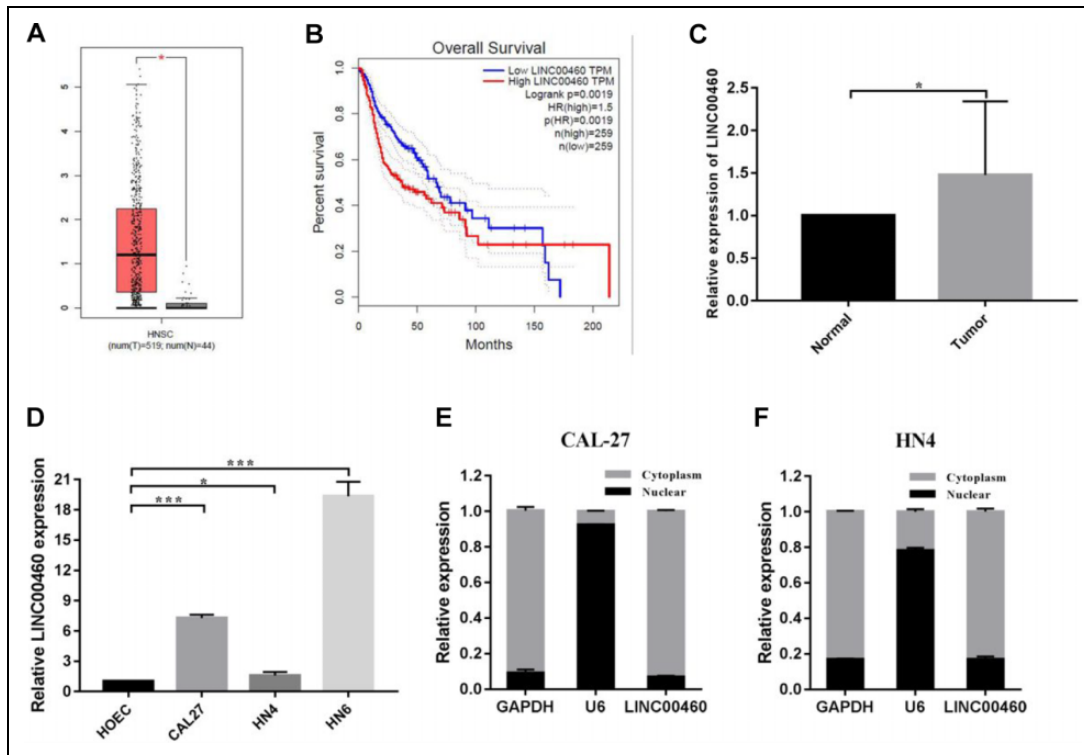 A
*
5
4
3
2
1
0
HNSC
(num(T)=519; num(N)=44)
B
Overall Survival
Low LINC00460 TPM
High LINC00460 TPM
Logrank p=0.0019
HR(high)=1.5
p(HR)=0.0019
n(high)=259
n(low)=259
Percent survival
1.0
0.8
0.6
0.4
0.2
0.0
0 50 100 150 200
Months
C
Relative expression of LINC00460
2.5
2.0
1.5
1.0
0.5
0.0
*
Normal Tumor
D
Relative LINC00460 expression
21
18
15
12
9
6
3
0
***
*
***
HOEC CAL27 HN4 HN6
E
CAL-27
Cytoplasm
Nuclear
Relative expression
1.2
1.0
0.8
0.6
0.4
0.2
0.0
GAPDH U6 LINC00460
F
HN4
Cytoplasm
Nuclear
Relative expression
1.2
1.0
0.8
0.6
0.4
0.2
0.0
GAPDH U6 LINC00460